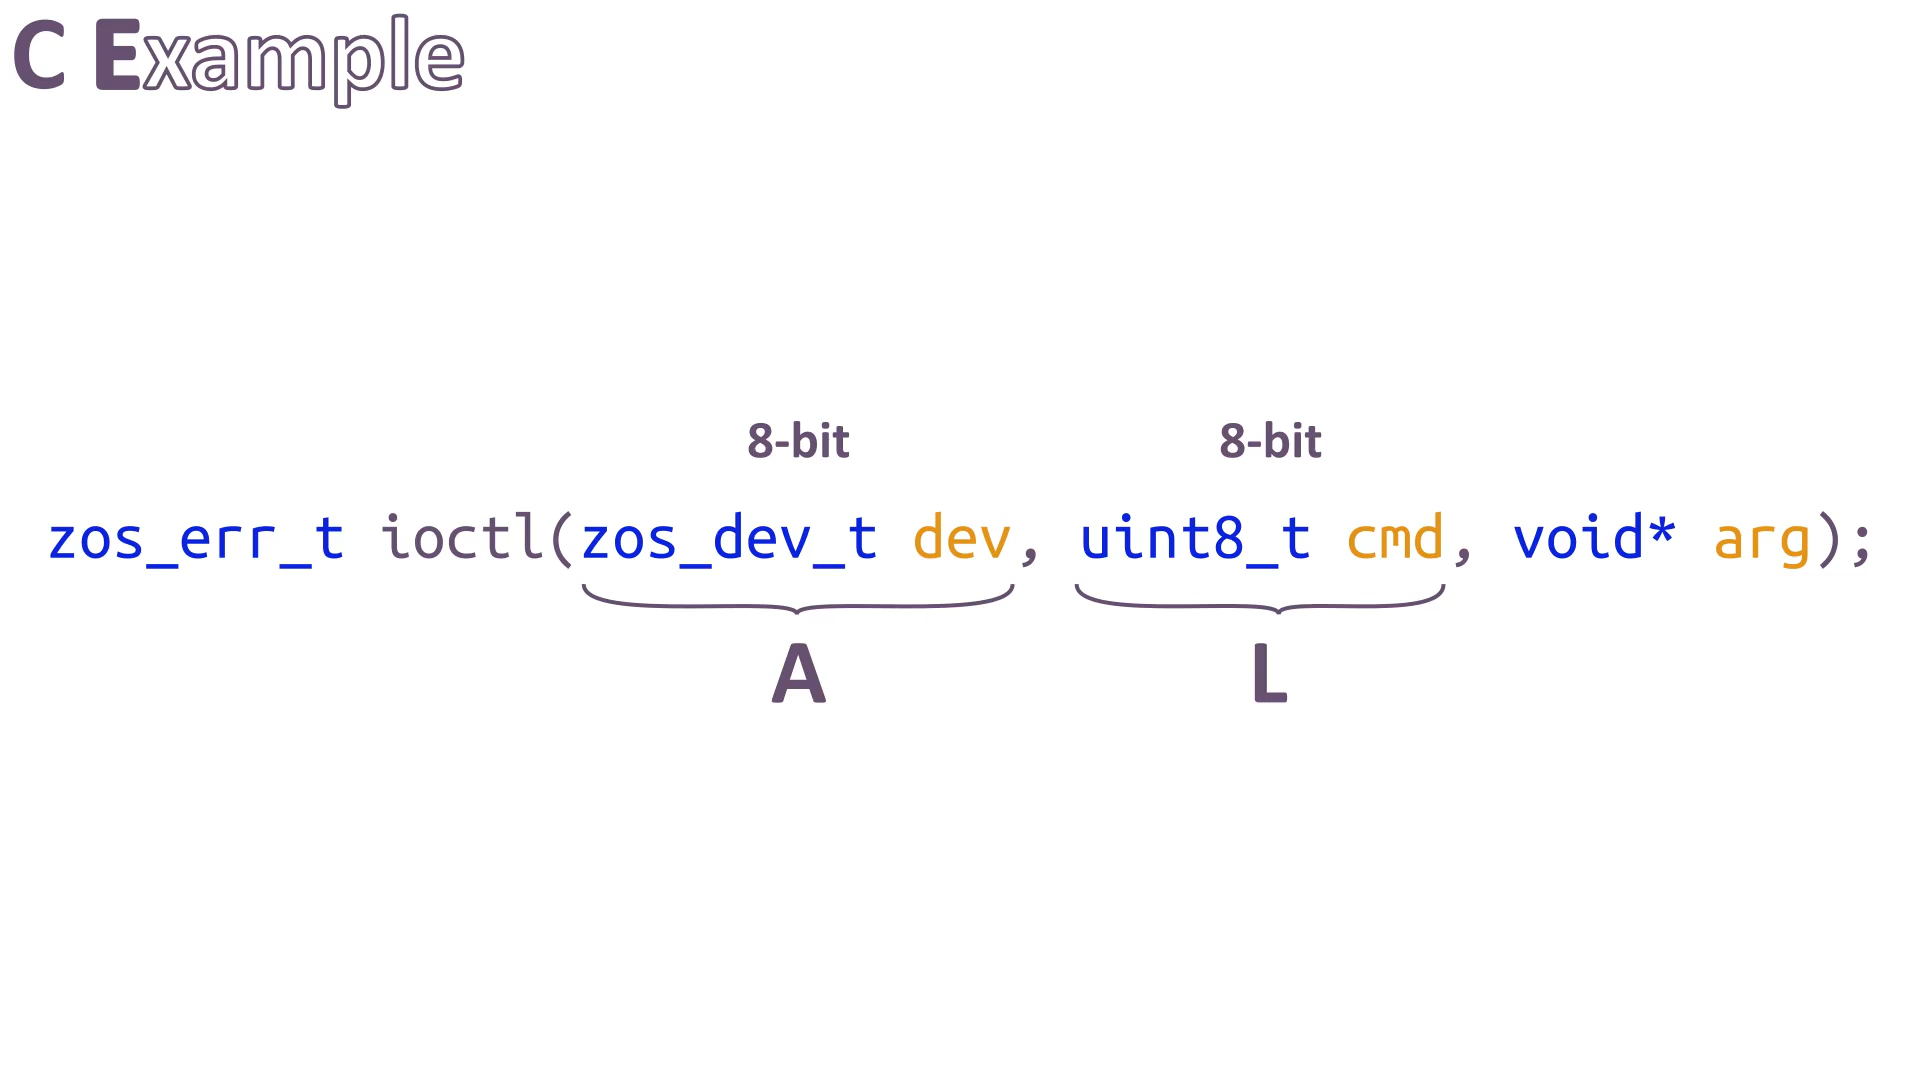 C Example
8-bit 8-bit
zos_err_t ioctl(zos_dev_t dev, uint8_t cmd, void* arg);
A L